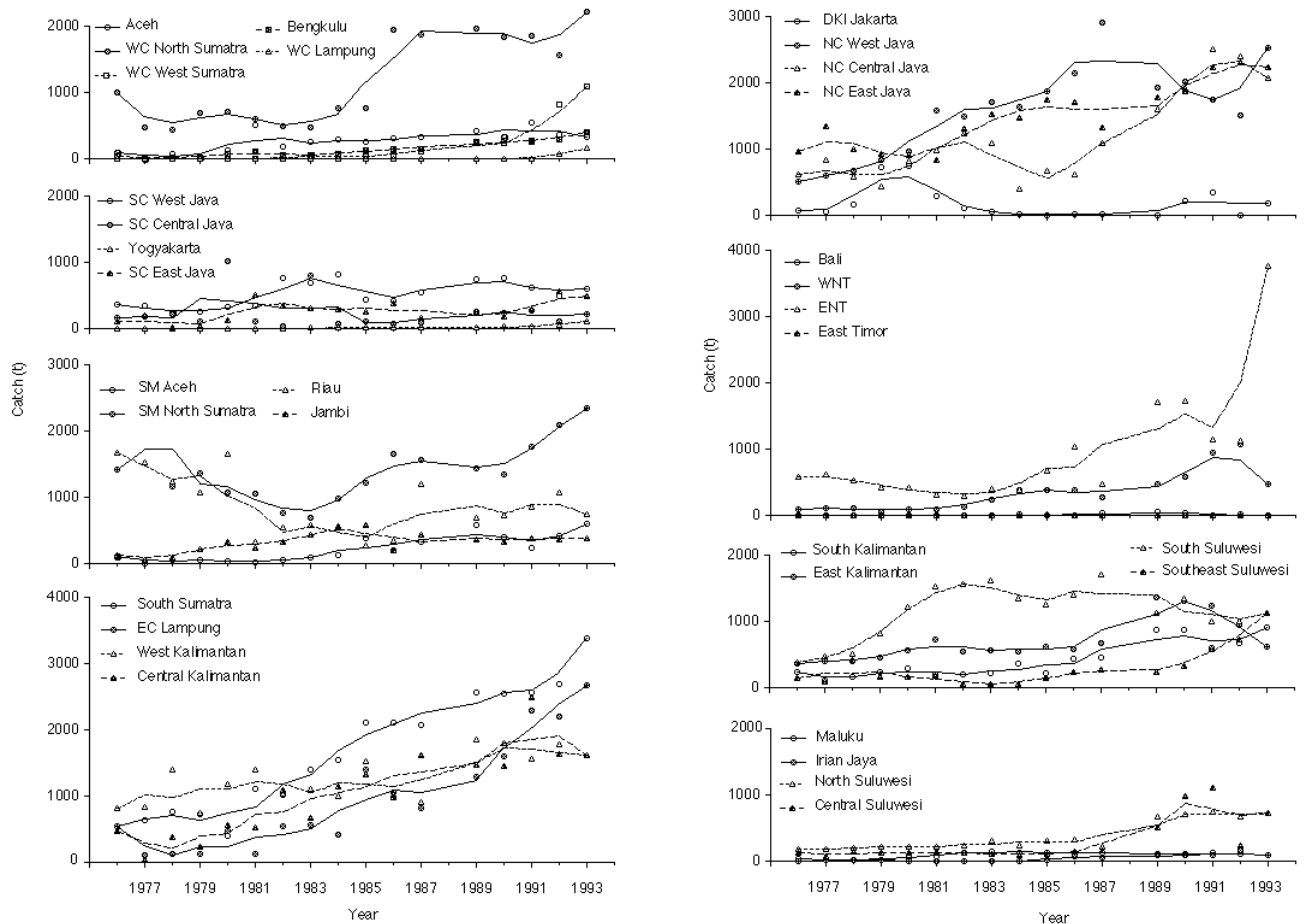 2000
1000
0
Aceh
WC North Sumatra
WC West Sumatra
Bengkulu
WC Lampung
2000
1000
0
SC West Java
SC Central Java
Yogyakarta
SC East Java
3000
2000
1000
0
SM Aceh
SM North Sumatra
Riau
Jambi
4000
3000
2000
1000
0
South Sumatra
EC Lampung
West Kalimantan
Central Kalimantan
Catch (t)
1977 1979 1981 1983 1985 1987 1989 1991 1993
Year
3000
2000
1000
0
DKI Jakarta
NC West Java
NC Central Java
NC East Java
4000
3000
2000
1000
0
Bali
WNT
ENT
East Timor
Catch (t)
2000
1000
0
South Kalimantan
East Kalimantan
South Suluwesi
Southeast Suluwesi
2000
1000
0
Maluku
Irian Jaya
North Suluwesi
Central Suluwesi
1977 1979 1981 1983 1985 1987 1989 1991 1993
Year